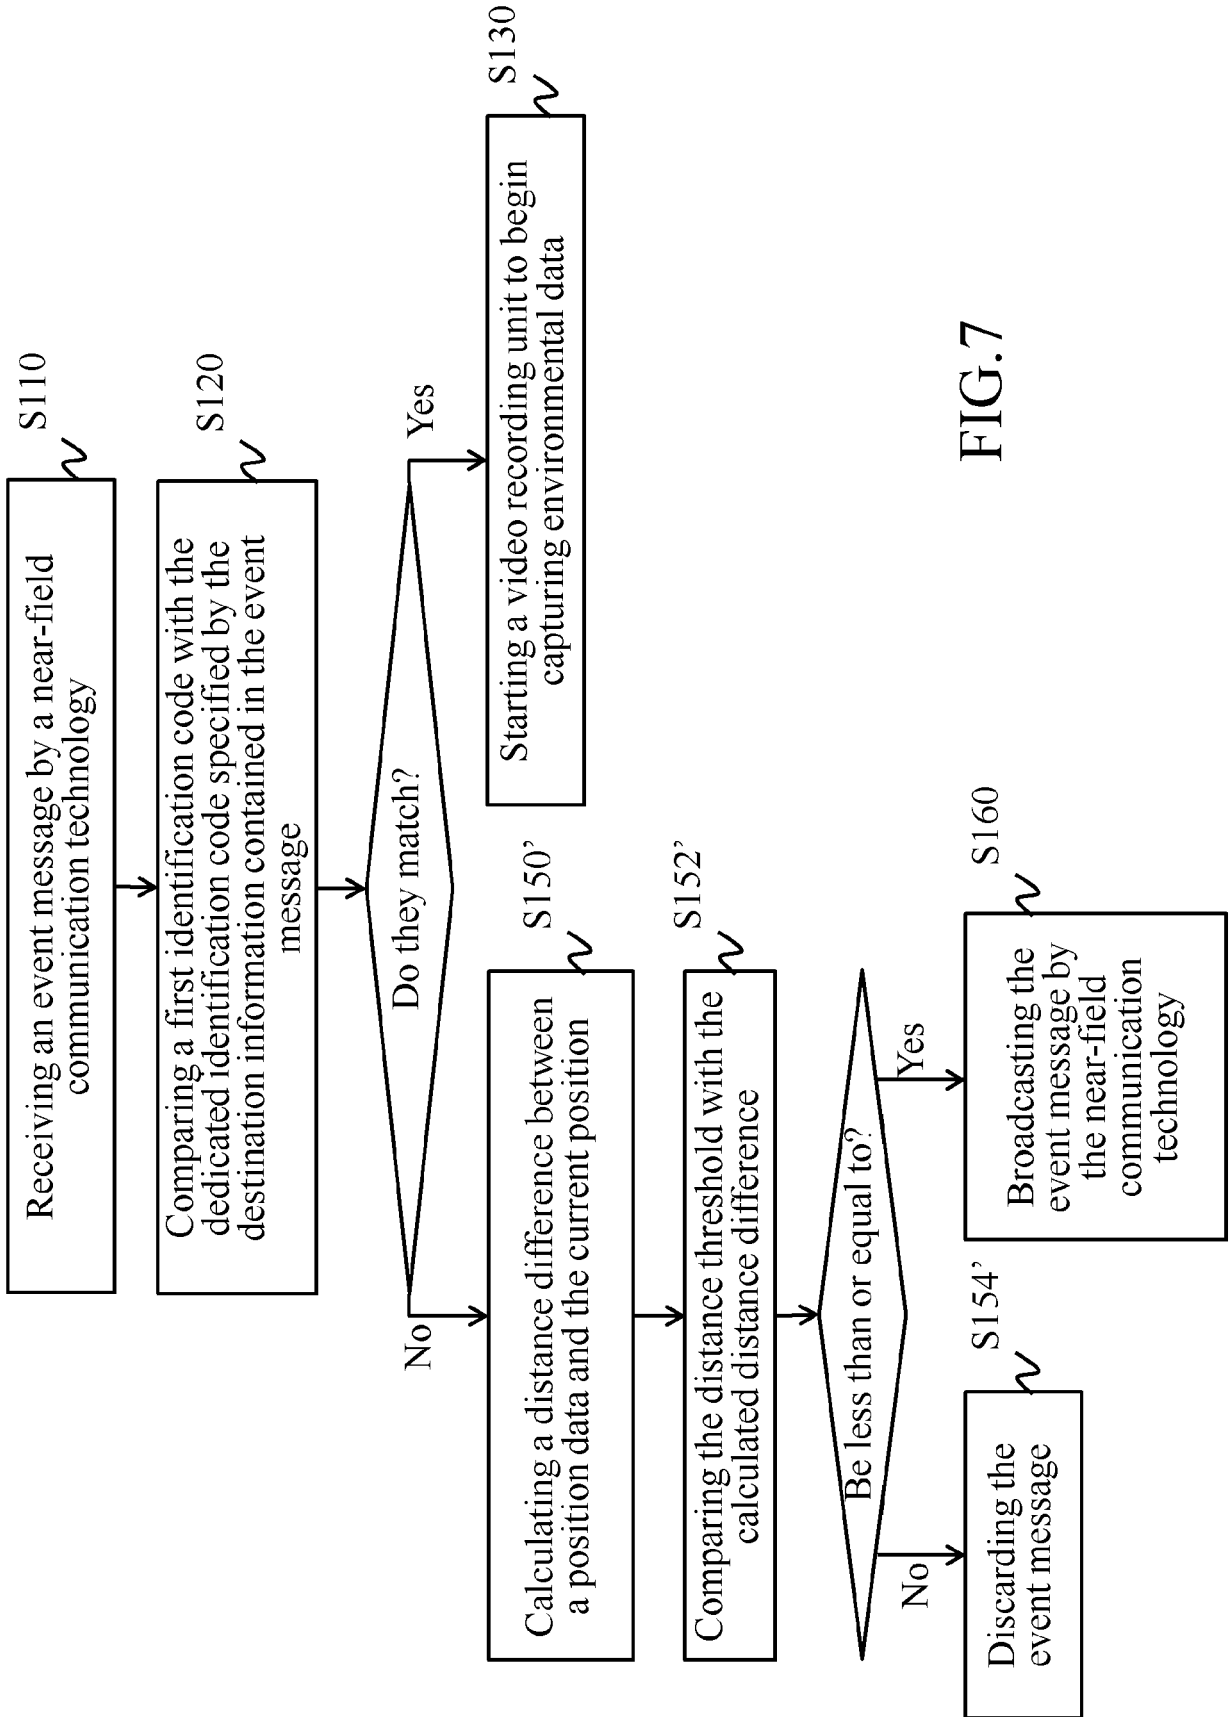 Receiving an event message by a near-field
communication technology
S110
Comparing a first identification code with the
dedicated identification code specified by the
destination information contained in the event
message
S120
Do they match?
Yes
No
Starting a video recording unit to begin
capturing environmental data
S130
Calculating a distance difference between
a position data and the current position
S150’
Comparing the distance threshold with the
calculated distance difference
S152’
Be less than or equal to?
No
Yes
Discarding the
event message
S154’
Broadcasting the
event message by
the near-field
communication
technology
S160
FIG.7